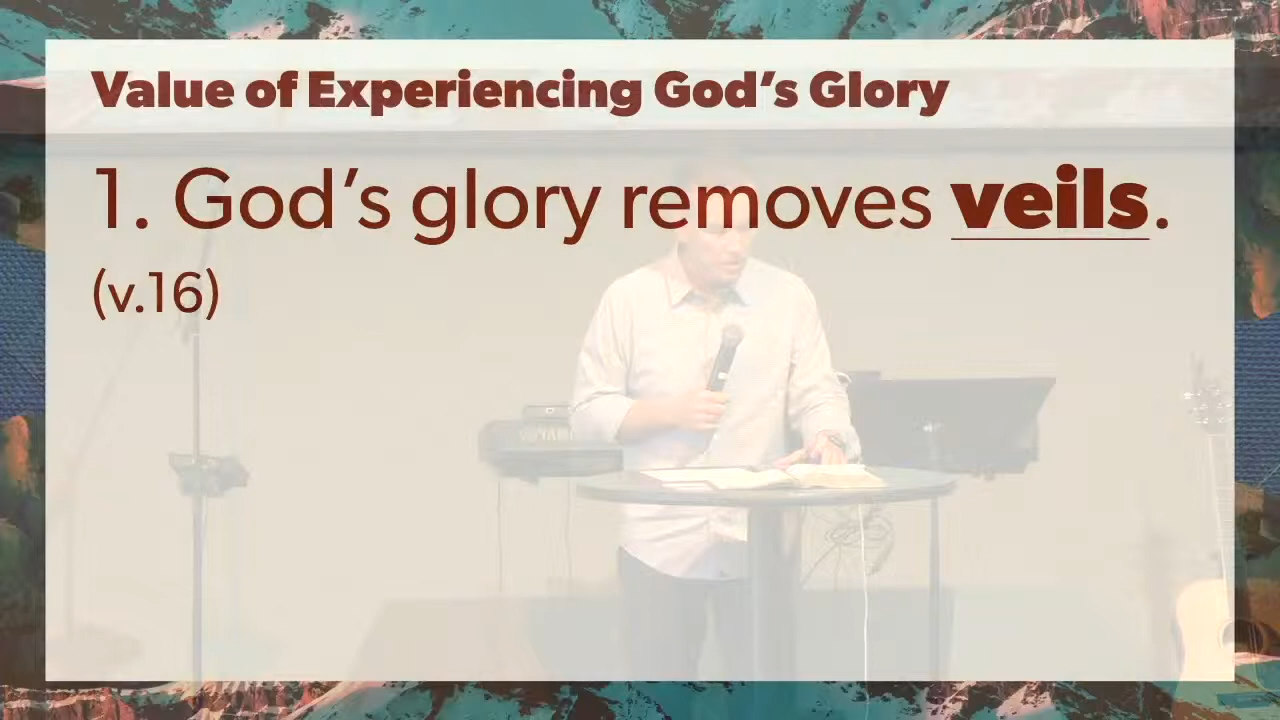 Value of Experiencing God's Glory
1. God's glory removes veils.
(v.16)